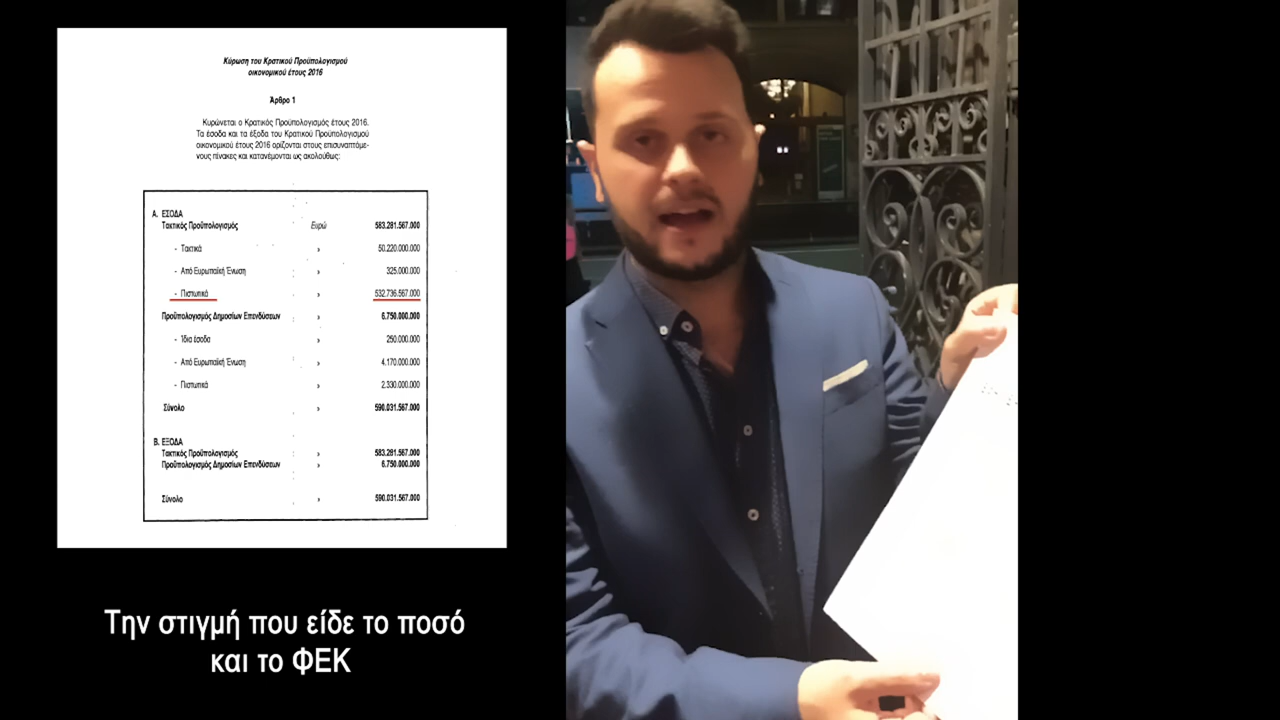 Κύρωση του Κρατικού Προϋπολογισμού
οικονομικού έτους 2016
Άρθρο 1
Κυρώνεται ο Κρατικός Προϋπολογισμός έτους 2016.
Τα έσοδα και τα έξοδα του Κρατικού Προϋπολογισμού
οικονομικού έτους 2016 ορίζονται στους επισυναπτόμε-
νους πίνακες και κατανέμονται ως ακολούθως:
Α. ΕΣΟΔΑ
Τακτικός Προϋπολογισμός Ευρώ 583.281.567.000
- Τακτικά » 50.220.000.000
- Από Ευρωπαϊκή Ένωση » 325.000.000
- Πιστωτικά » 532.736.567.000
Προϋπολογισμός Δημοσίων Επενδύσεων » 6.750.000.000
- Ίδια έσοδα » 250.000.000
- Από Ευρωπαϊκή Ένωση » 4.170.000.000
- Πιστωτικά » 2.330.000.000
Σύνολο » 590.031.567.000
Β. ΕΞΟΔΑ
Τακτικός Προϋπολογισμός » 583.281.567.000
Προϋπολογισμός Δημοσίων Επενδύσεων » 6.750.000.000
Σύνολο » 590.031.567.000
Την στιγμή που είδε το ποσό
και το ΦΕΚ